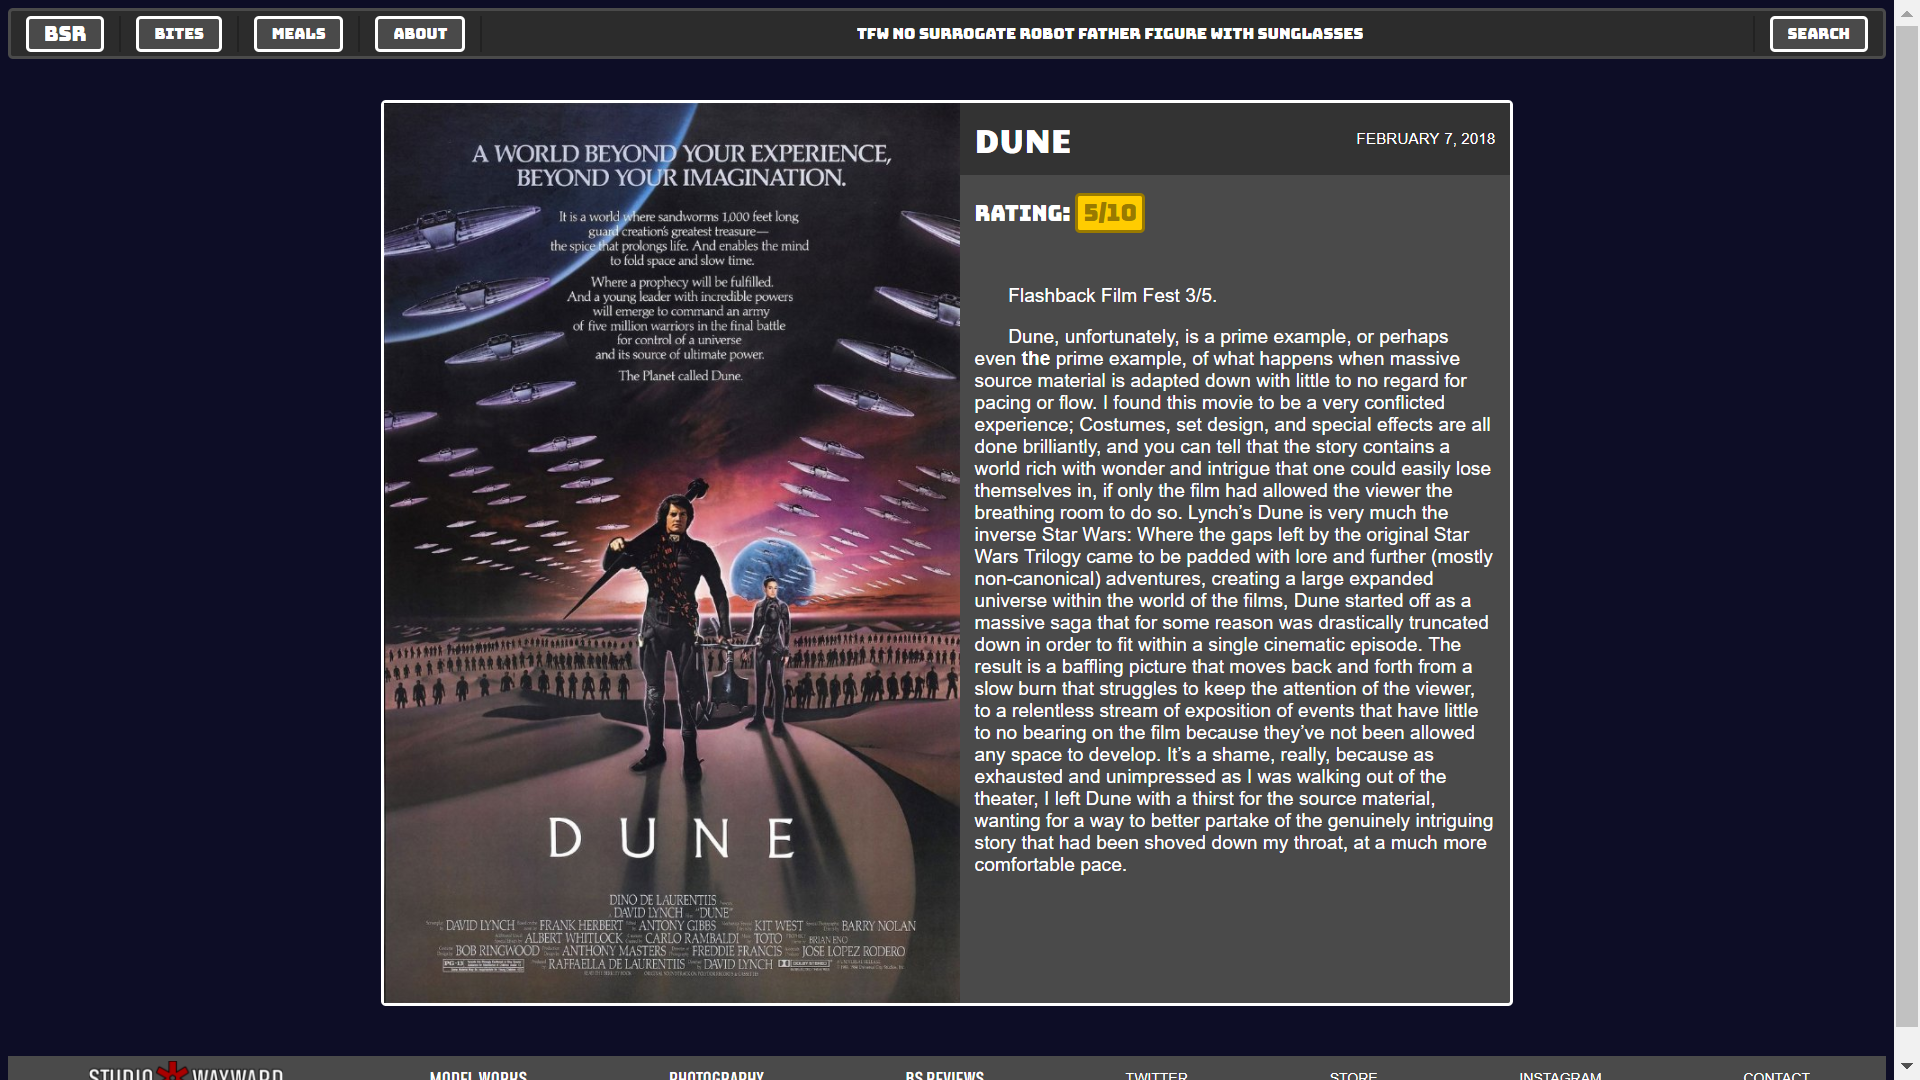 BSR
BITES
MEALS
ABOUT
TFW NO SURROGATE ROBOT FATHER FIGURE WITH SUNGLASSES
SEARCH
A WORLD BEYOND YOUR EXPERIENCE,
BEYOND YOUR IMAGINATION.
It is a world where sandworms 1,000 feet long
guard creation's greatest treasure—
the spice that prolongs life. And enables the mind
to fold space and slow time.
Where a prophecy will be fulfilled.
And a young leader with incredible powers
will emerge to command an army
of five million warriors in the final battle
for control of a universe
and its source of ultimate power.
The Planet called Dune.
DUNE
DINO DE LAURENTIIS
DAVID LYNCH "DUNE"
DAVID LYNCH FRANK HERBERT ANTONY GIBBS KIT WEST BARRY NOLAN
ALBERT WHITLOCK CARLO RAMBALDI TOTO BRIAN ENO
BOB RINGWOOD ANTHONY MASTERS FREDDIE FRANCIS JOSE LOPEZ RODERO
PG-13 RAFFAELLA DE LAURENTIIS DAVID LYNCH
DUNE
FEBRUARY 7, 2018
RATING: 5/10
Flashback Film Fest 3/5.
Dune, unfortunately, is a prime example, or perhaps
even the prime example, of what happens when massive
source material is adapted down with little to no regard for
pacing or flow. I found this movie to be a very conflicted
experience; Costumes, set design, and special effects are all
done brilliantly, and you can tell that the story contains a
world rich with wonder and intrigue that one could easily lose
themselves in, if only the film had allowed the viewer the
breathing room to do so. Lynch’s Dune is very much the
inverse Star Wars: Where the gaps left by the original Star
Wars Trilogy came to be padded with lore and further (mostly
non-canonical) adventures, creating a large expanded
universe within the world of the films, Dune started off as a
massive saga that for some reason was drastically truncated
down in order to fit within a single cinematic episode. The
result is a baffling picture that moves back and forth from a
slow burn that struggles to keep the attention of the viewer,
to a relentless stream of exposition of events that have little
to no bearing on the film because they’ve not been allowed
any space to develop. It’s a shame, really, because as
exhausted and unimpressed as I was walking out of the
theater, I left Dune with a thirst for the source material,
wanting for a way to better partake of the genuinely intriguing
story that had been shoved down my throat, at a much more
comfortable pace.
STUDIO WAYWARD
MODEL WORKS
PHOTOGRAPHY
BS REVIEWS
TWITTER
STORE
INSTAGRAM
CONTACT